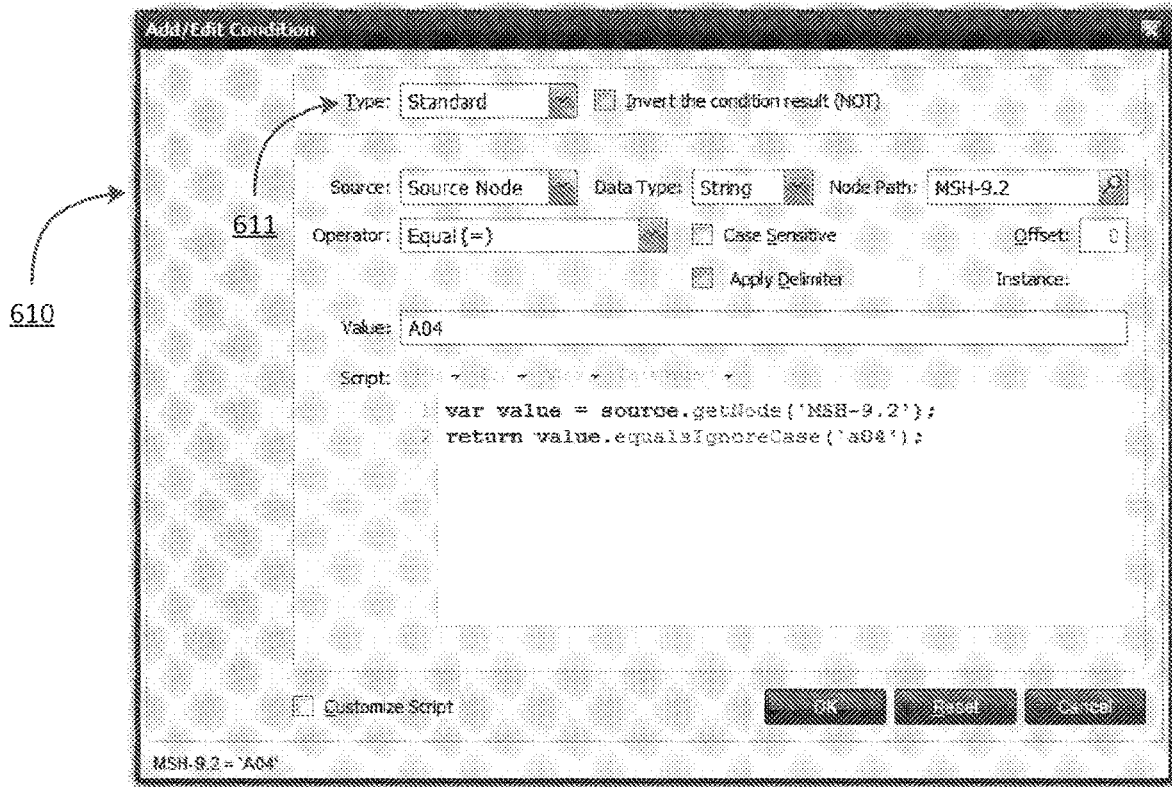 Add/Edit Condition
Type: Standard Invert the condition result (NOT)
611
Source: Source Node Data Type: String Node Path: MSH-9.2
Operator: Equal(=) Case Sensitive Offset: 0
Apply Delimiter Instance:
610
Value: A04
Script:
1 var value = source.getNode('MSH-9.2');
2 return value.equalsIgnoreCase('a04');
Customize Script OK Reset Cancel
MSH-9.2 = 'A04'